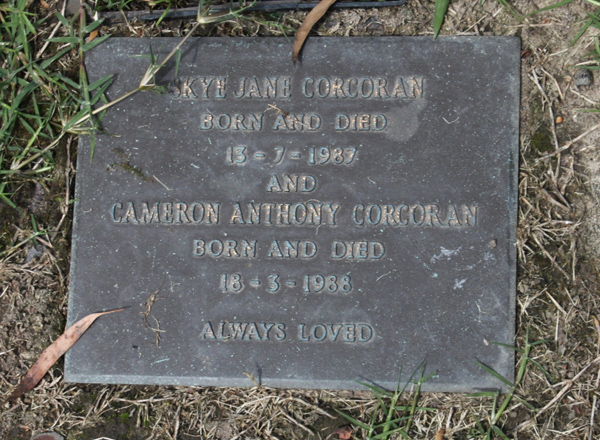 SKYE JANE CORCORAN
BORN AND DIED
13 = 7 = 1987
AND
CAMERON ANTHONY CORCORAN
BORN AND DIED
18 = 3 = 1988
ALWAYS LOVED